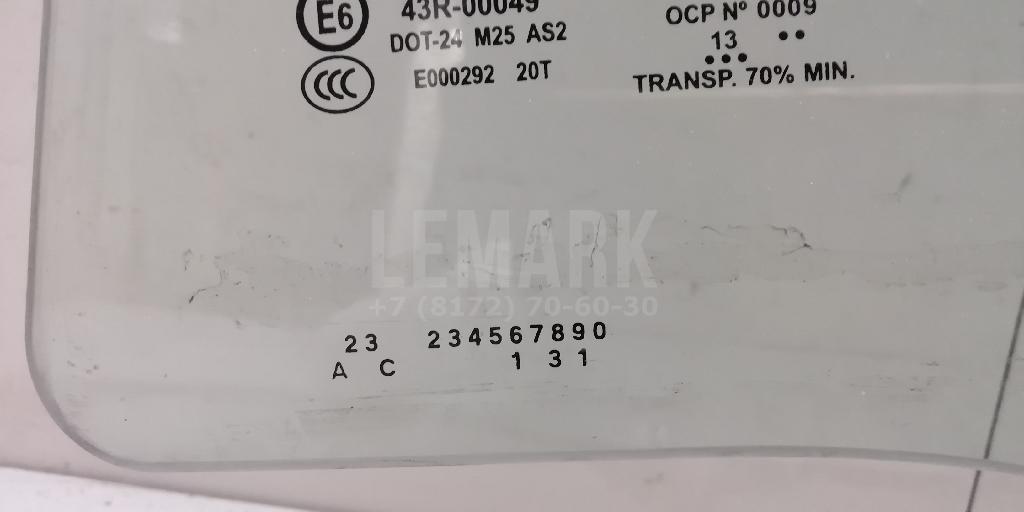 E6
43R-00049
DOT-24 M25 AS2
CCC
E000292 20T
OCP Nº 0009
13 ••
•••
TRANSP. 70% MIN.
LEMARK
+7 (8172) 70-60-30
23 234567890
A C 1 3 1